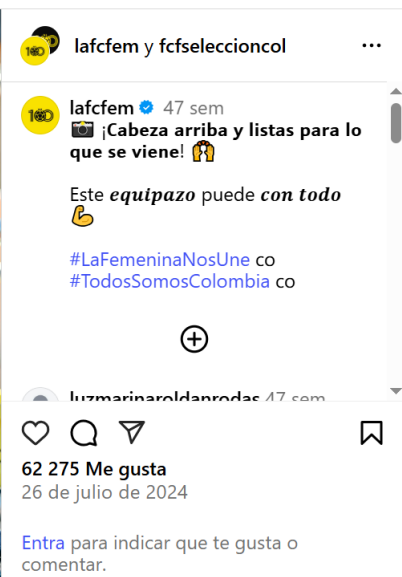 lafcfem y fcfseleccioncol
100
lafcfem 47 sem
100
📷 ¡Cabeza arriba y listas para lo
que se viene! 🙌
Este equipazo puede con todo
💪
#LaFemeninaNosUne co
#TodosSomosColombia co
luzmarinaroldanrodas 47 sem
62 275 Me gusta
26 de julio de 2024
Entra para indicar que te gusta o
comentar.